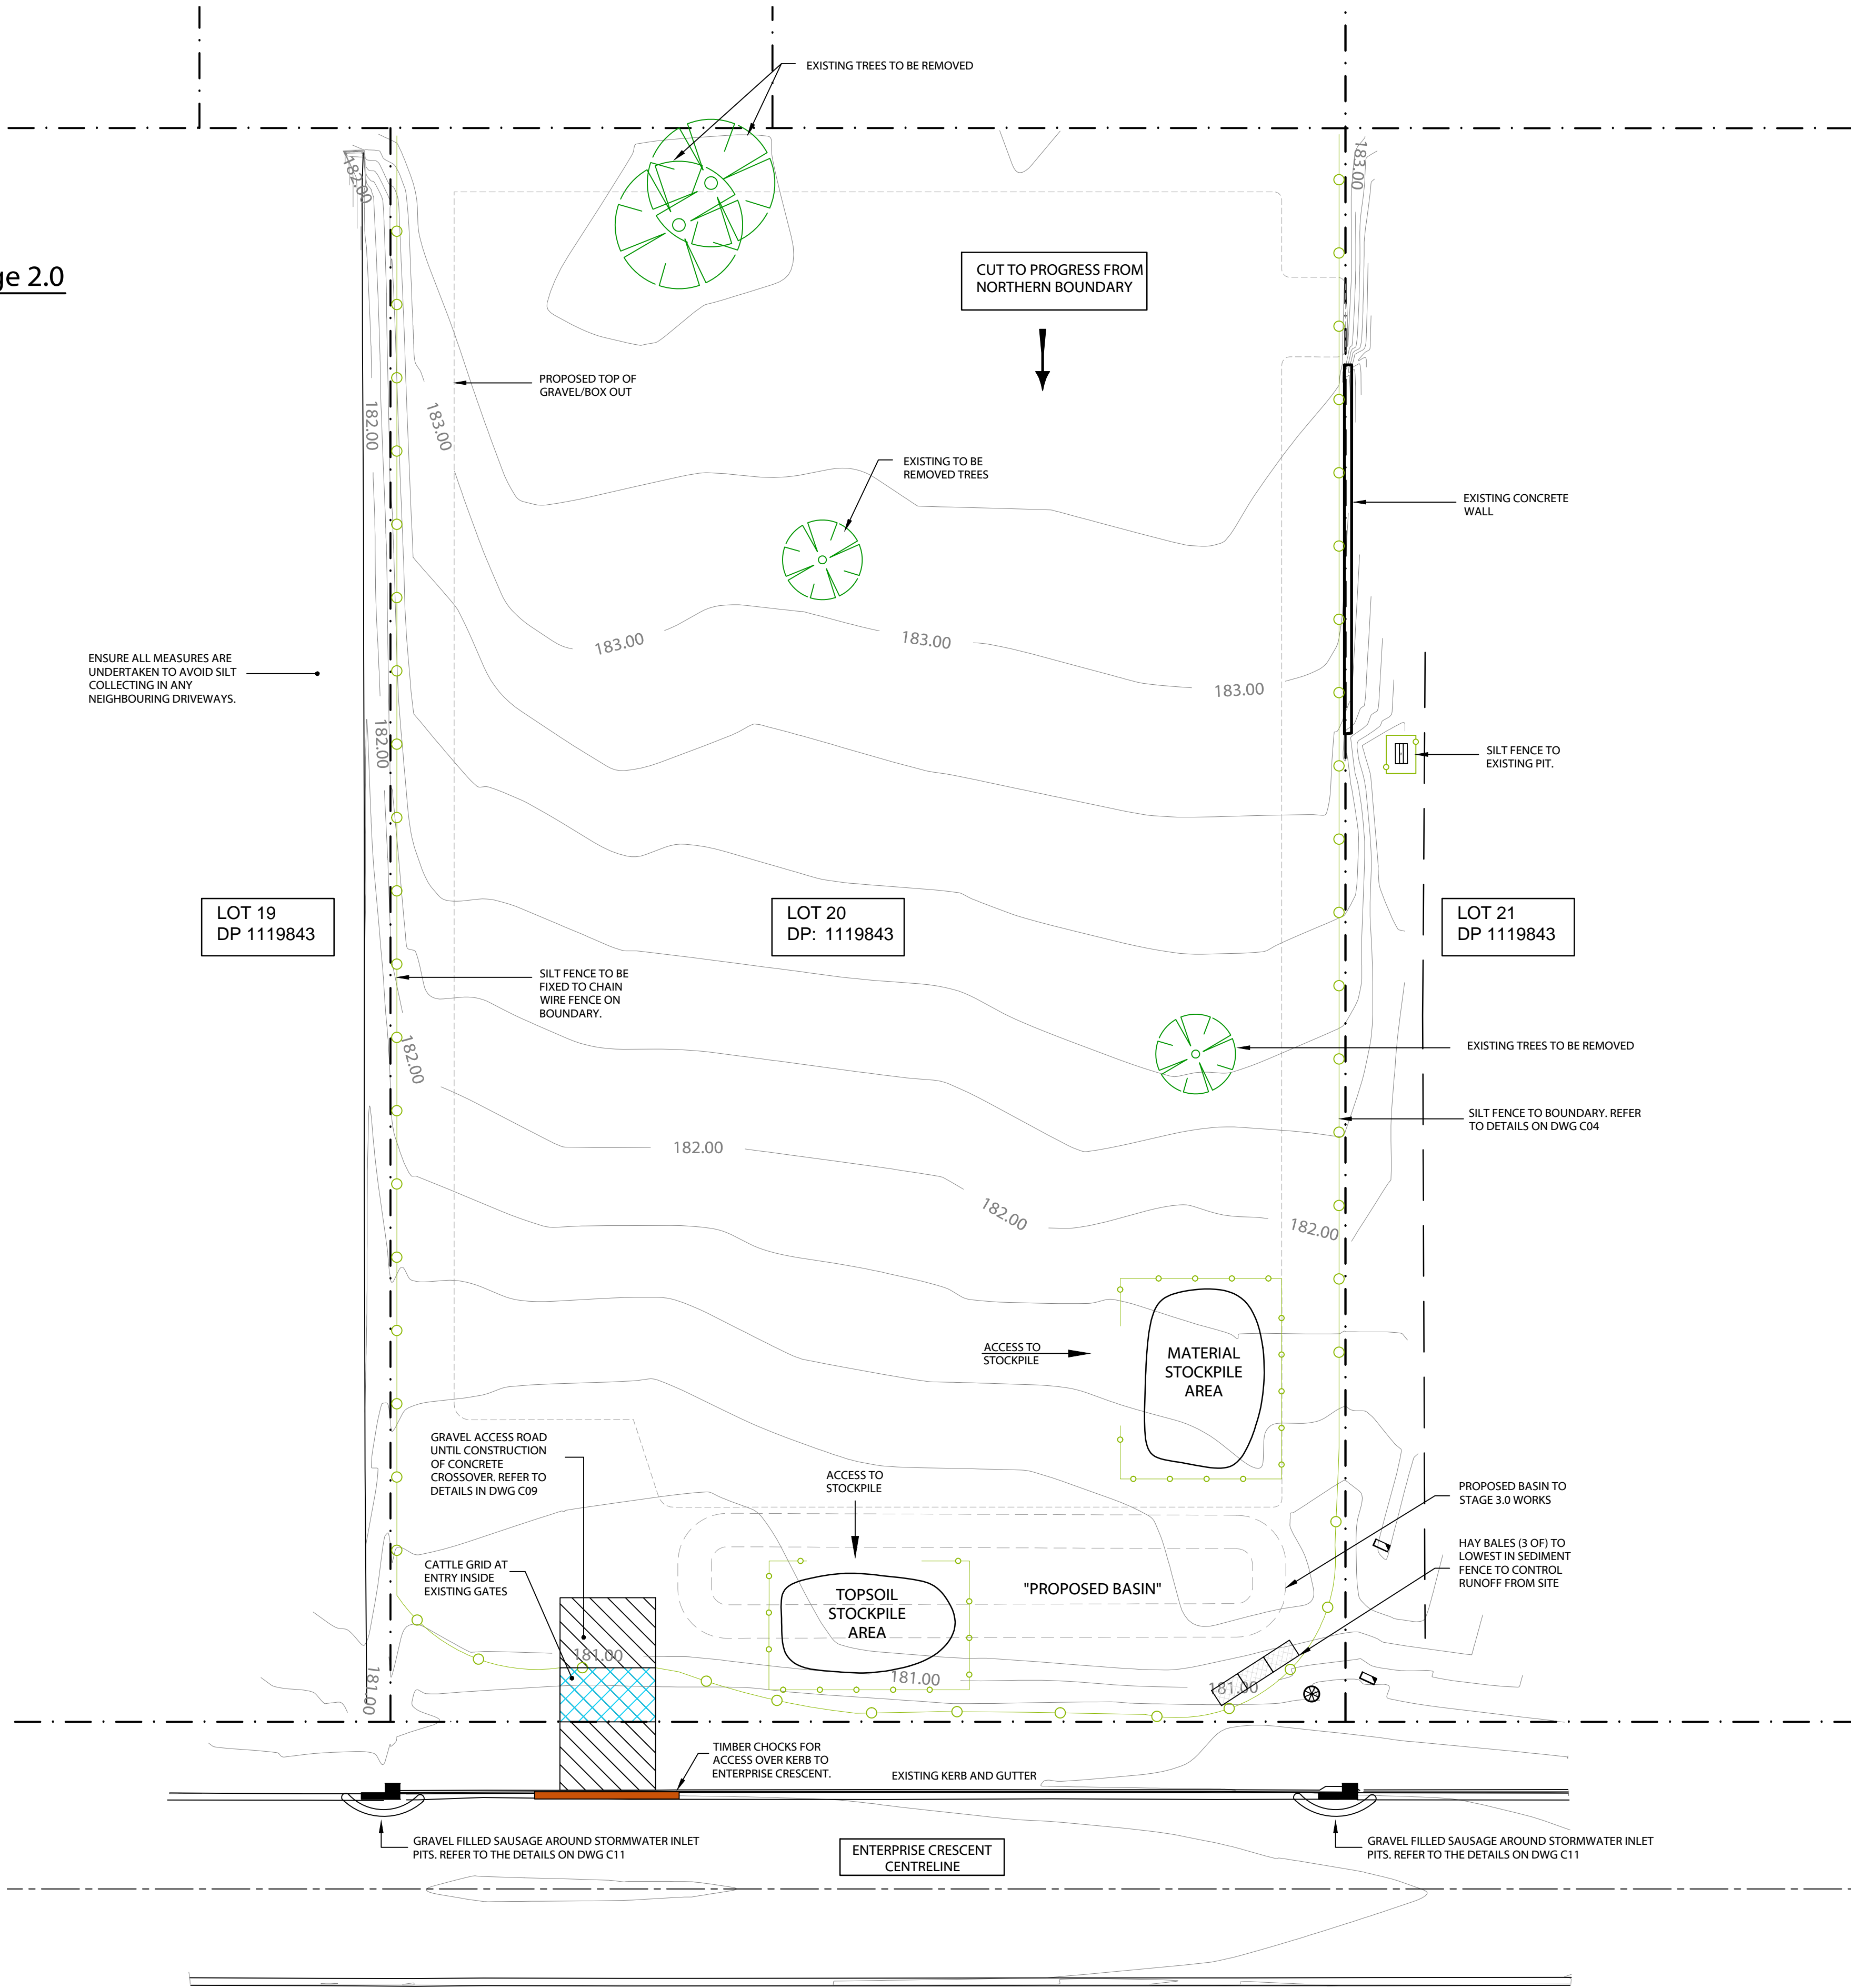 EXISTING TREES TO BE REMOVED
182.00
183.00
ge 2.0
CUT TO PROGRESS FROM
NORTHERN BOUNDARY
PROPOSED TOP OF
GRAVEL/BOX OUT
182.00
183.00
EXISTING TO BE
REMOVED TREES
EXISTING CONCRETE
WALL
183.00
183.00
183.00
ENSURE ALL MEASURES ARE
UNDERTAKEN TO AVOID SILT
COLLECTING IN ANY
NEIGHBOURING DRIVEWAYS.
182.00
SILT FENCE TO
EXISTING PIT.
LOT 19
DP 1119843
LOT 20
DP: 1119843
LOT 21
DP 1119843
SILT FENCE TO BE
FIXED TO CHAIN
WIRE FENCE ON
BOUNDARY.
182.00
EXISTING TREES TO BE REMOVED
SILT FENCE TO BOUNDARY. REFER
TO DETAILS ON DWG C04
182.00
182.00
182.00
ACCESS TO
STOCKPILE
MATERIAL
STOCKPILE
AREA
GRAVEL ACCESS ROAD
UNTIL CONSTRUCTION
OF CONCRETE
CROSSOVER. REFER TO
DETAILS IN DWG C09
ACCESS TO
STOCKPILE
PROPOSED BASIN TO
STAGE 3.0 WORKS
HAY BALES (3 OF) TO
LOWEST IN SEDIMENT
FENCE TO CONTROL
RUNOFF FROM SITE
CATTLE GRID AT
ENTRY INSIDE
EXISTING GATES
TOPSOIL
STOCKPILE
AREA
"PROPOSED BASIN"
181.00
181.00
181.00
181.00
TIMBER CHOCKS FOR
ACCESS OVER KERB TO
ENTERPRISE CRESCENT.
EXISTING KERB AND GUTTER
GRAVEL FILLED SAUSAGE AROUND STORMWATER INLET
PITS. REFER TO THE DETAILS ON DWG C11
ENTERPRISE CRESCENT
CENTRELINE
GRAVEL FILLED SAUSAGE AROUND STORMWATER INLET
PITS. REFER TO THE DETAILS ON DWG C11